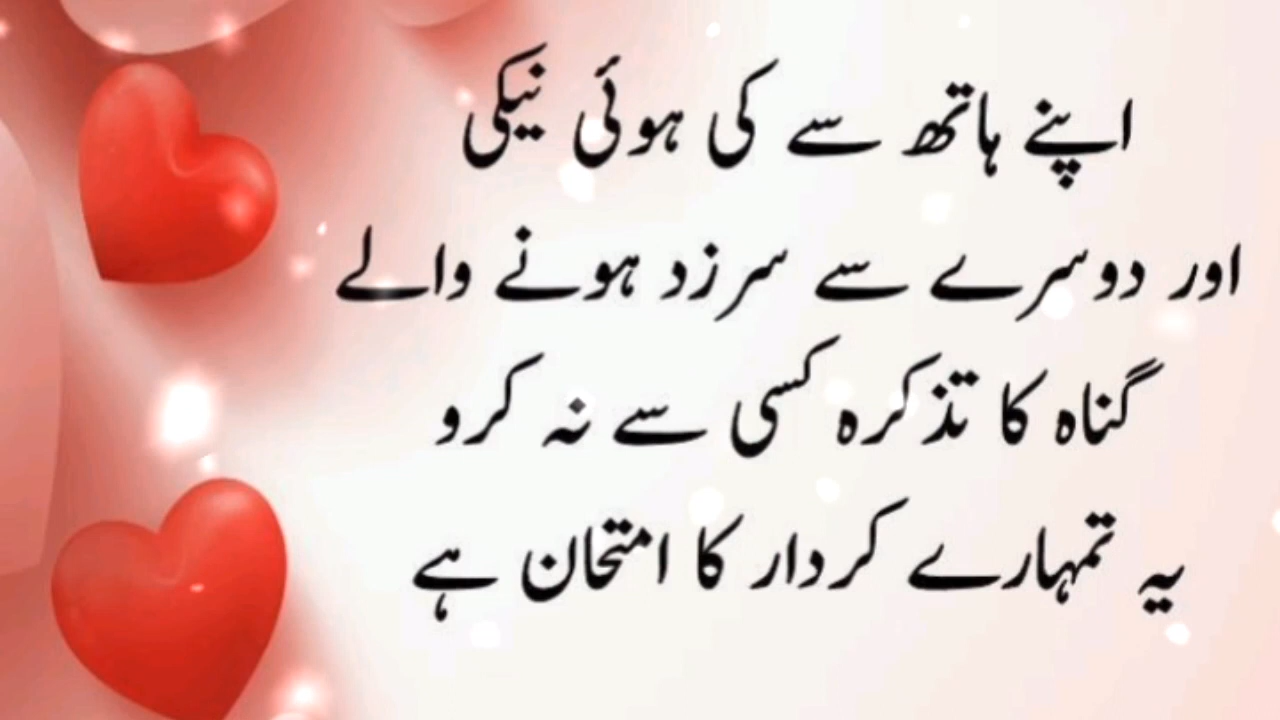 اپنے ہاتھ سے کی ہوئی نیکی
اور دوسرے سے سرزد ہونے والے
گناہ کا تذکرہ کسی سے نہ کرو
یہ تمہارے کردار کا امتحان ہے